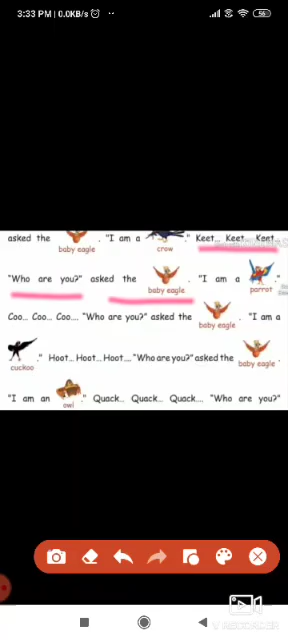 3:33 PM | 0.0KB/s
56
asked the baby eagle. "I am a crow." Keet... Keet... Keet...
"Who are you?" asked the baby eagle. "I am a parrot."
Coo... Coo... Coo.... "Who are you?" asked the baby eagle. "I am a
cuckoo." Hoot... Hoot... Hoot.... "Who are you?" asked the baby eagle.
"I am an owl." Quack... Quack... Quack.... "Who are you?"